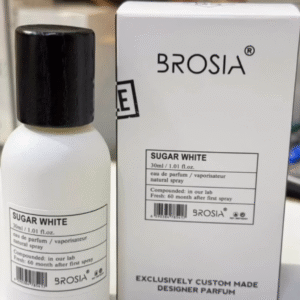 BROSIA®
E
SUGAR WHITE
30ml / 1.01 fl.oz.
eau de parfum / vaporisateur
natural spray
Compounded: in our lab
Fresh: 60 month after first spray
BROSIA®
EXCLUSIVELY CUSTOM MADE
DESIGNER PARFUM
SUGAR WHITE
30ml / 1.01 fl.oz.
eau de parfum / vaporisateur
natural spray
Compounded: in our lab
Fresh: 60 month after first spray
BROSIA®